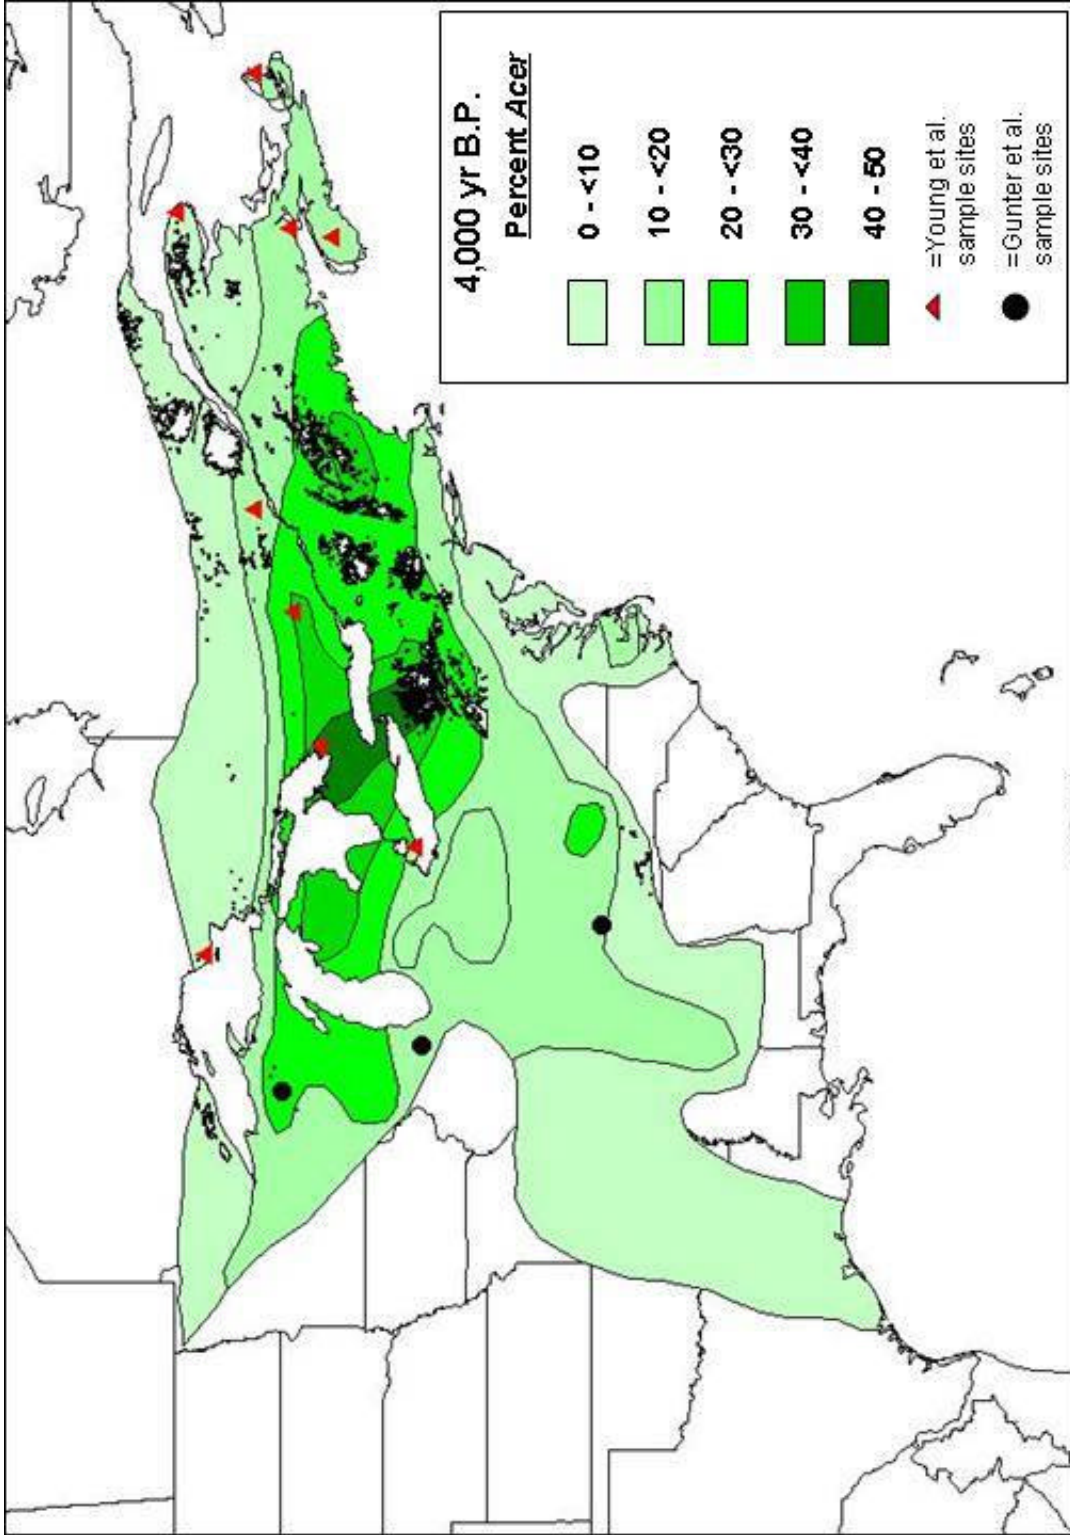 4,000 yr B.P.
Percent Acer
0 - <10
10 - <20
20 - <30
30 - <40
40 - 50
=Young et al.
sample sites
=Gunter et al.
sample sites